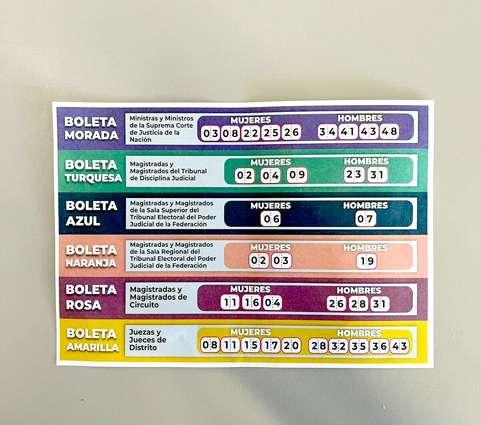 BOLETA
MORADA
Ministras y Ministros
de la Suprema Corte
de Justicia de la
Nación
MUJERES
03 08 22 25 26
HOMBRES
34 41 43 48
BOLETA
TURQUESA
Magistradas y
Magistrados del Tribunal
de Disciplina Judicial
MUJERES
02 04 09
HOMBRES
23 31
BOLETA
AZUL
Magistradas y Magistrados
de la Sala Superior del
Tribunal Electoral del Poder
Judicial de la Federación
MUJERES
06
HOMBRES
07
BOLETA
NARANJA
Magistradas y Magistrados
de la Sala Regional del
Tribunal Electoral del Poder
Judicial de la Federación
MUJERES
02 03
HOMBRES
19
BOLETA
ROSA
Magistradas y
Magistrados de
Circuito
MUJERES
11 16 04
HOMBRES
26 28 31
BOLETA
AMARILLA
Juezas y
Jueces de
Distrito
MUJERES
08 11 15 17 20
HOMBRES
28 32 35 36 43